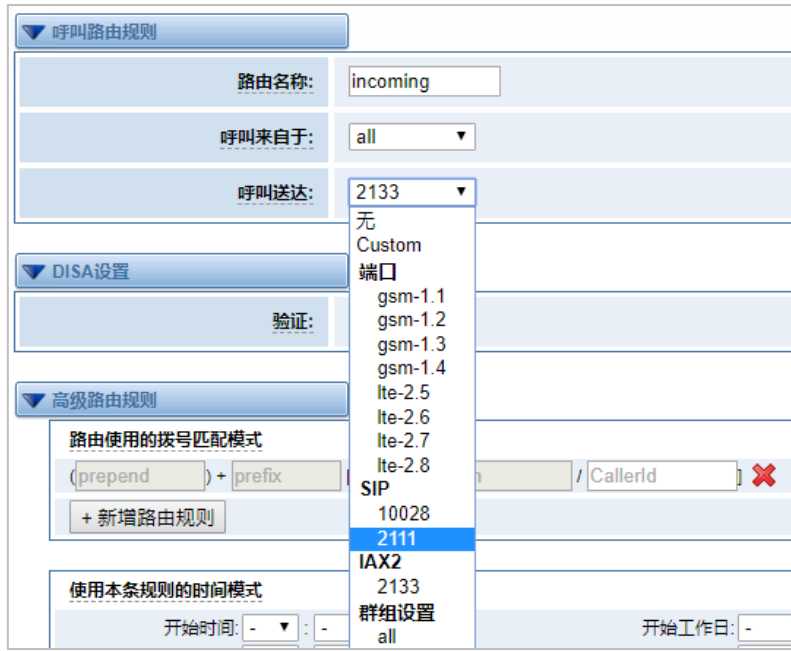 呼叫路由规则
路由名称: incoming
呼叫来自于: all
呼叫送达: 2133
无
Custom
端口
gsm-1.1
gsm-1.2
gsm-1.3
gsm-1.4
lte-2.5
lte-2.6
lte-2.7
lte-2.8
SIP
10028
2111
IAX2
2133
群组设置
all
DISA设置
验证:
高级路由规则
路由使用的拨号匹配模式
(prepend) + prefix / CallerId ]
+ 新增路由规则
使用本条规则的时间模式
开始时间: - : - 开始工作日: -